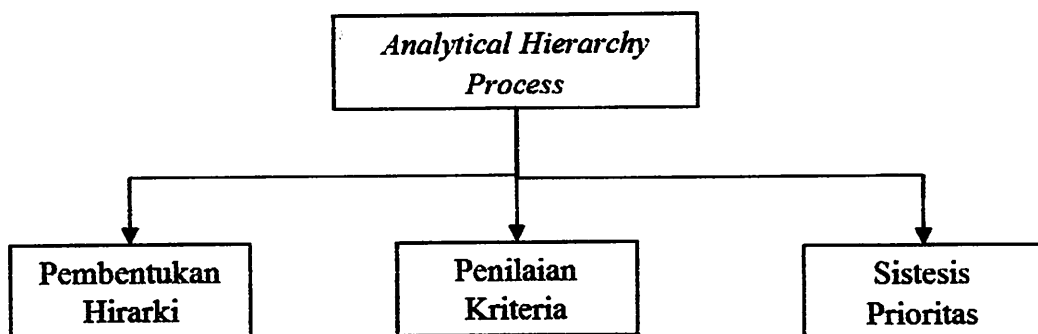 Analytical Hierarchy
Process
Pembentukan
Hirarki
Penilaian
Kriteria
Sistesis
Prioritas